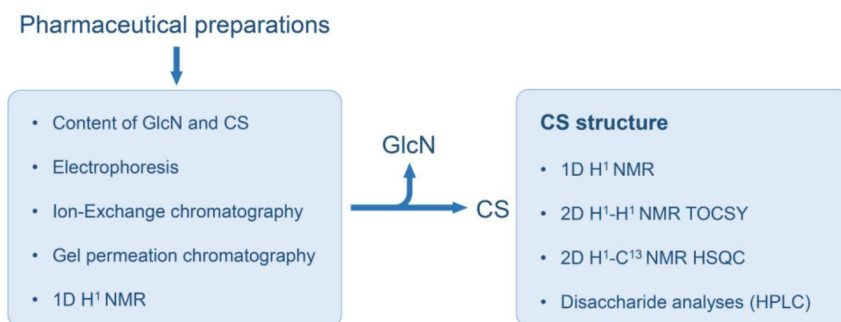 Pharmaceutical preparations
• Content of GlcN and CS
• Electrophoresis
• Ion-Exchange chromatography
• Gel permeation chromatography
• 1D H¹ NMR
GlcN
CS
CS structure
• 1D H¹ NMR
• 2D H¹-H¹ NMR TOCSY
• 2D H¹-C¹³ NMR HSQC
• Disaccharide analyses (HPLC)